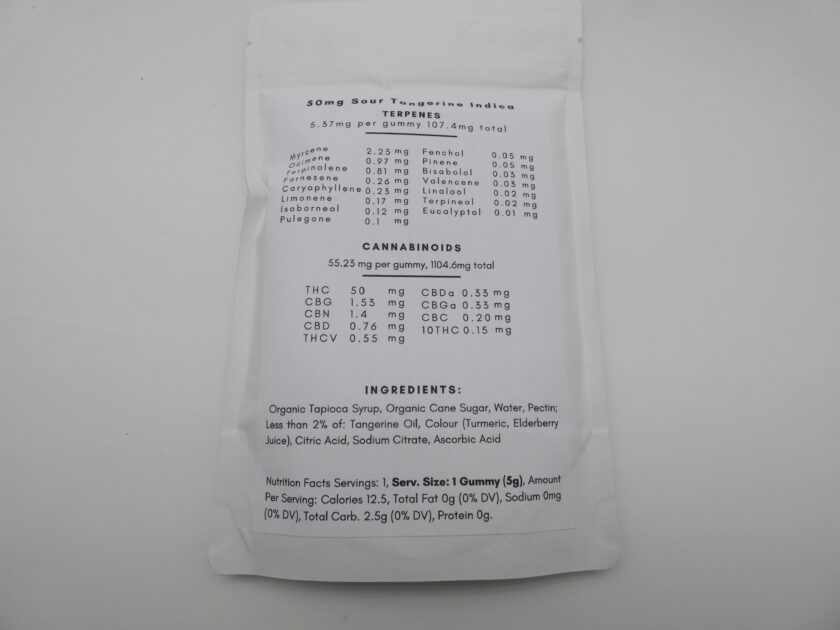 50mg Sour Tangerine Indica
TERPENES
5.37mg per gummy 107.4mg total
Myrcene 2.25 mg
Ocimene 0.97 mg
Terpinolene 0.81 mg
Farnesene 0.26 mg
Caryophyllene 0.23 mg
Limonene 0.17 mg
Isoborneol 0.12 mg
Pulegone 0.1 mg
Fenchol 0.05 mg
Pinene 0.05 mg
Bisabolol 0.03 mg
Valencene 0.03 mg
Linalool 0.02 mg
Terpineol 0.02 mg
Eucalyptol 0.01 mg
CANNABINOIDS
55.23 mg per gummy, 1104.6mg total
THC 50 mg
CBG 1.53 mg
CBN 1.4 mg
CBD 0.76 mg
THCV 0.55 mg
CBDa 0.33 mg
CBGa 0.33 mg
CBC 0.20 mg
10THC 0.15 mg
INGREDIENTS:
Organic Tapioca Syrup, Organic Cane Sugar, Water, Pectin;
Less than 2% of: Tangerine Oil, Colour (Turmeric, Elderberry
Juice), Citric Acid, Sodium Citrate, Ascorbic Acid
Nutrition Facts Servings: 1, Serv. Size: 1 Gummy (5g), Amount
Per Serving: Calories 12.5, Total Fat 0g (0% DV), Sodium 0mg
(0% DV), Total Carb. 2.5g (0% DV), Protein 0g.